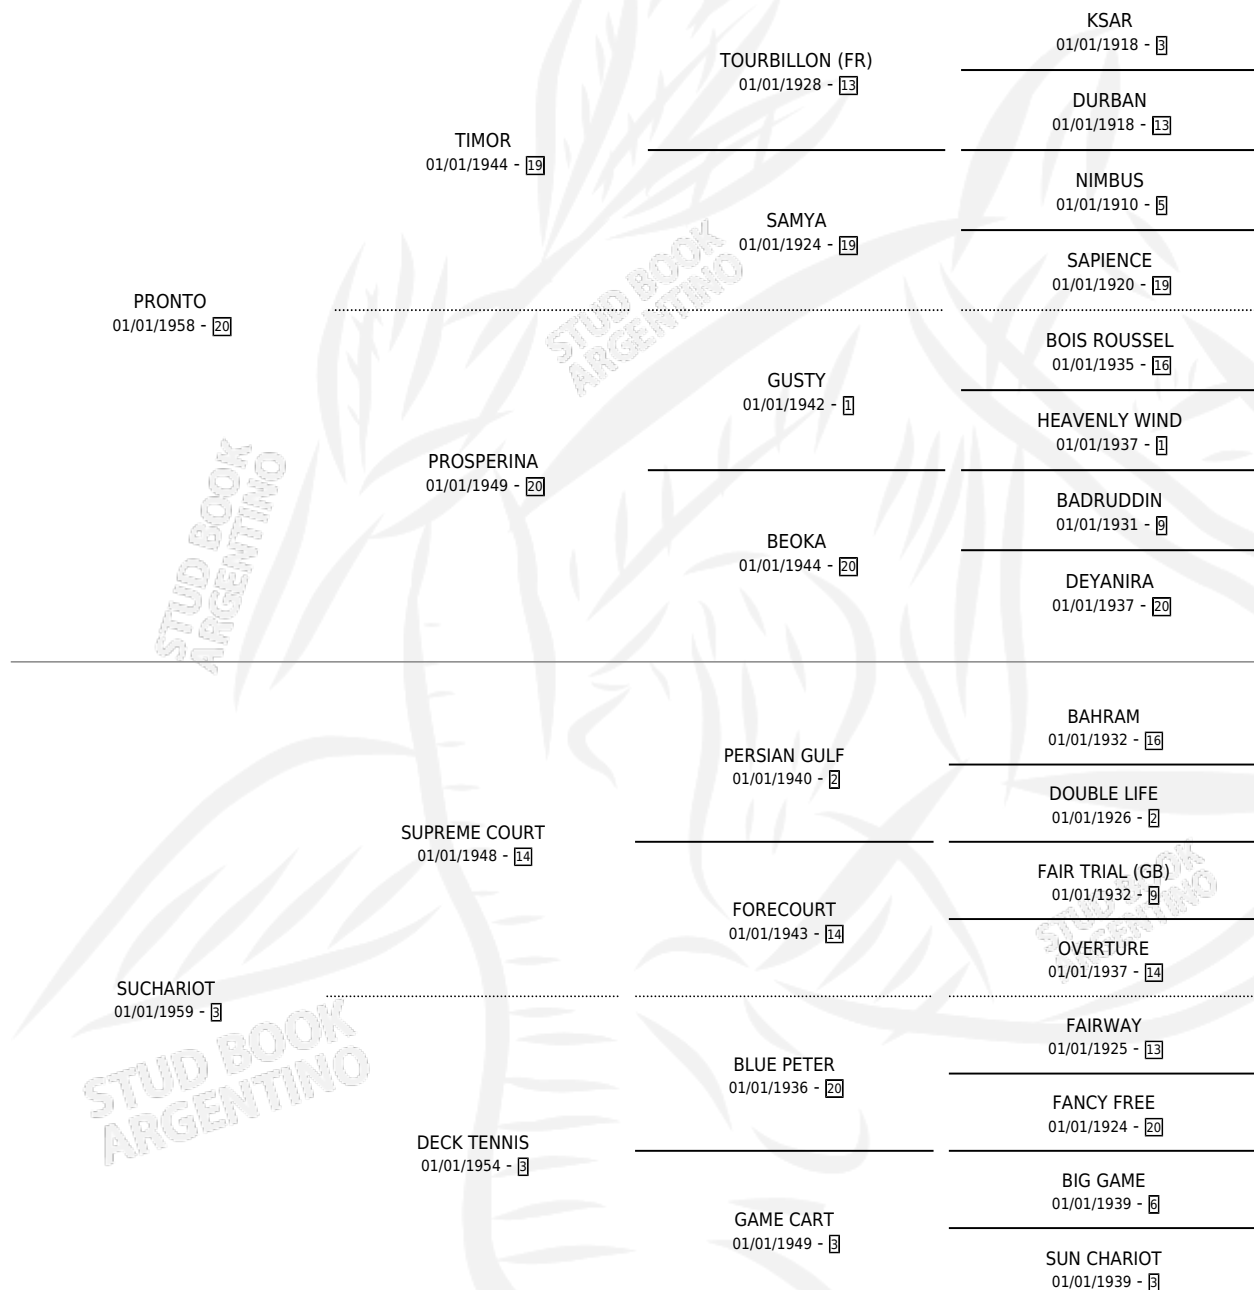 PRONTO
01/01/1958 - 20
TIMOR
01/01/1944 - 19
TOURBILLON (FR)
01/01/1928 - 13
KSAR
01/01/1918 - 3
DURBAN
01/01/1918 - 13
SAMYA
01/01/1924 - 19
NIMBUS
01/01/1910 - 5
SAPIENCE
01/01/1920 - 19
PROSPERINA
01/01/1949 - 20
GUSTY
01/01/1942 - 1
BOIS ROUSSEL
01/01/1935 - 16
HEAVENLY WIND
01/01/1937 - 1
BEOKA
01/01/1944 - 20
BADRUDDIN
01/01/1931 - 9
DEYANIRA
01/01/1937 - 20
SUCHARIOT
01/01/1959 - 3
SUPREME COURT
01/01/1948 - 14
PERSIAN GULF
01/01/1940 - 2
BAHRAM
01/01/1932 - 16
DOUBLE LIFE
01/01/1926 - 2
FORECOURT
01/01/1943 - 14
FAIR TRIAL (GB)
01/01/1932 - 9
OVERTURE
01/01/1937 - 14
DECK TENNIS
01/01/1954 - 3
BLUE PETER
01/01/1936 - 20
FAIRWAY
01/01/1925 - 13
FANCY FREE
01/01/1924 - 20
GAME CART
01/01/1949 - 3
BIG GAME
01/01/1939 - 6
SUN CHARIOT
01/01/1939 - 3
STUD BOOK
ARGENTINO
STUD BOOK
ARGENTINO
STUD BOOK
ARGENTINO
STUD BOOK
ARGENTINO